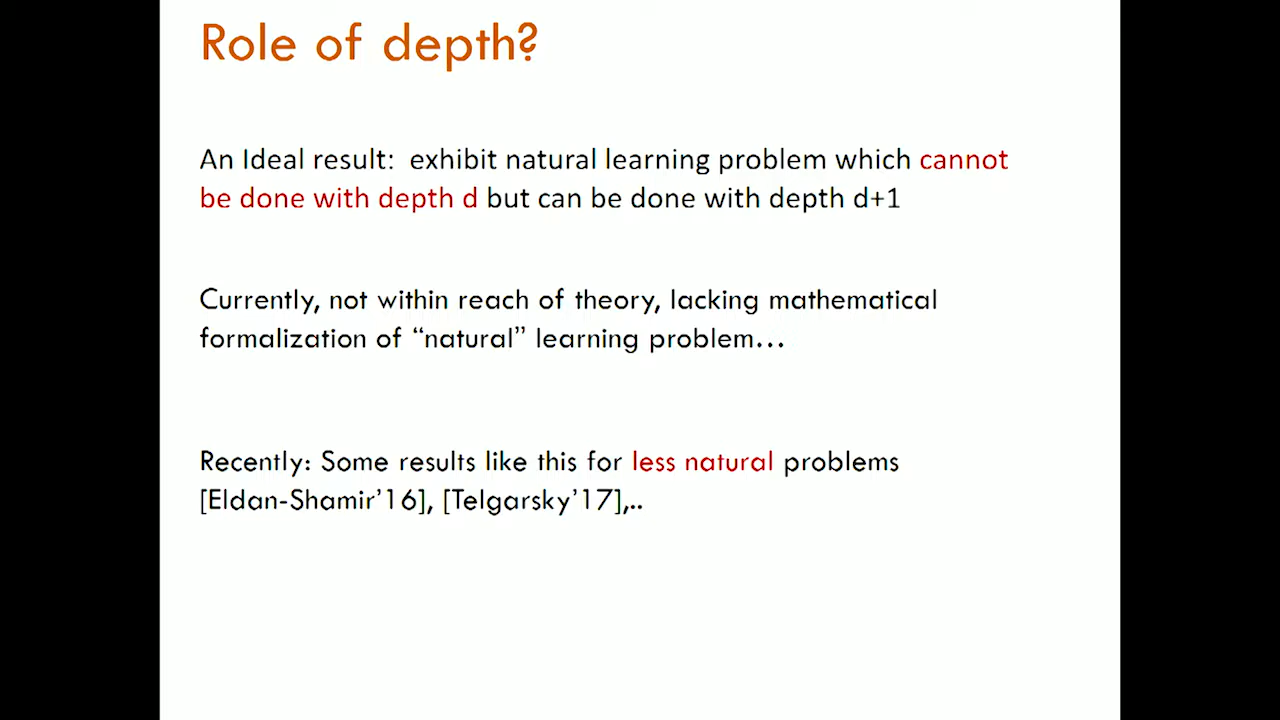 Role of depth?
An Ideal result:  exhibit natural learning problem which cannot
be done with depth d but can be done with depth d+1
Currently, not within reach of theory, lacking mathematical
formalization of “natural” learning problem…
Recently: Some results like this for less natural problems
[Eldan-Shamir’16], [Telgarsky’17],..